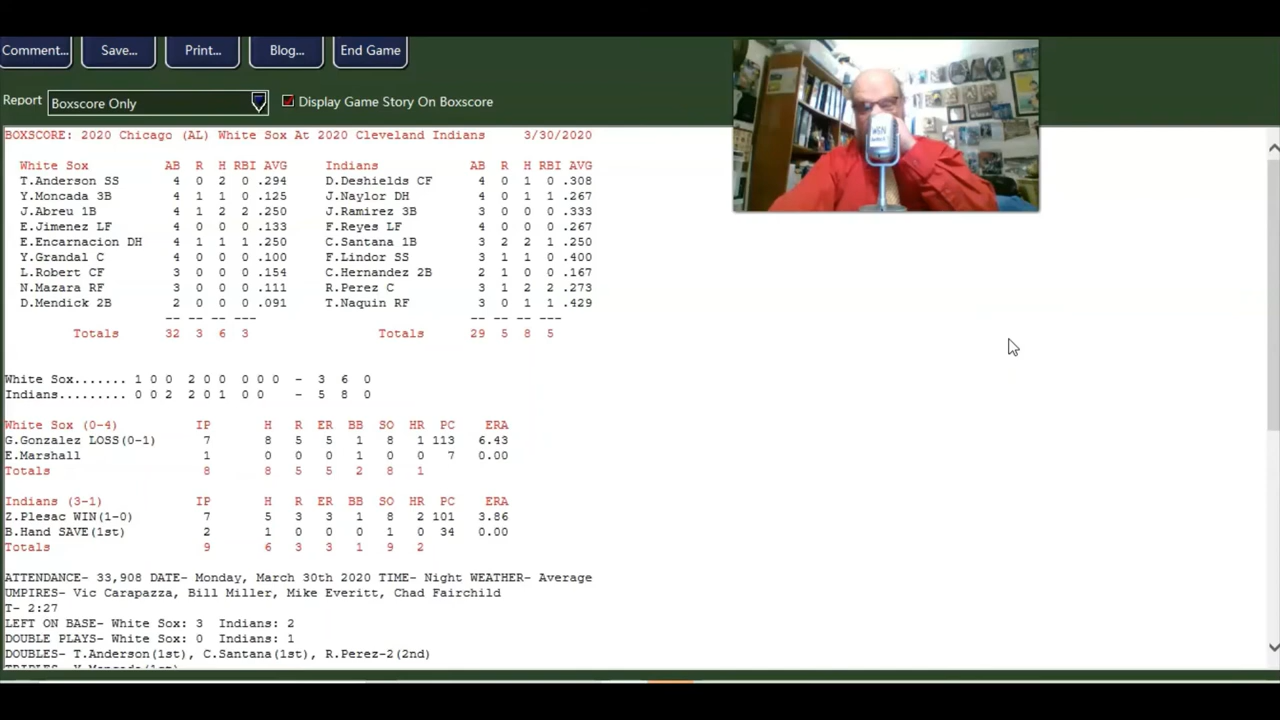 Comment... Save... Print... Blog... End Game
Report Boxscore Only Display Game Story On Boxscore
BOXSCORE: 2020 Chicago (AL) White Sox At 2020 Cleveland Indians 3/30/2020
White Sox AB R H RBI AVG Indians AB R H RBI AVG
T.Anderson SS 4 0 2 0 .294 D.Deshields CF 4 0 1 0 .308
Y.Moncada 3B 4 1 1 0 .125 J.Naylor DH 4 0 1 1 .267
J.Abreu 1B 4 1 2 2 .250 J.Ramirez 3B 3 0 0 0 .333
E.Jimenez LF 4 0 0 0 .133 F.Reyes LF 4 0 0 0 .267
E.Encarnacion DH 4 1 1 1 .250 C.Santana 1B 3 2 2 1 .250
Y.Grandal C 4 0 0 0 .100 F.Lindor SS 3 1 1 0 .400
L.Robert CF 3 0 0 0 .154 C.Hernandez 2B 2 1 0 0 .167
N.Mazara RF 3 0 0 0 .111 R.Perez C 3 1 2 2 .273
D.Mendick 2B 2 0 0 0 .091 T.Naquin RF 3 0 1 1 .429
-- -- -- --- -- -- -- ---
Totals 32 3 6 3 Totals 29 5 8 5
White Sox....... 1 0 0 2 0 0 0 0 0 - 3 6 0
Indians......... 0 0 2 2 0 1 0 0 - 5 8 0
White Sox (0-4) IP H R ER BB SO HR PC ERA
G.Gonzalez LOSS(0-1) 7 8 5 5 1 8 1 113 6.43
E.Marshall 1 0 0 0 1 0 0 7 0.00
Totals 8 8 5 5 2 8 1
Indians (3-1) IP H R ER BB SO HR PC ERA
Z.Plesac WIN(1-0) 7 5 3 3 1 8 2 101 3.86
B.Hand SAVE(1st) 2 1 0 0 0 1 0 34 0.00
Totals 9 6 3 3 1 9 2
ATTENDANCE- 33,908 DATE- Monday, March 30th 2020 TIME- Night WEATHER- Average
UMPIRES- Vic Carapazza, Bill Miller, Mike Everitt, Chad Fairchild
T- 2:27
LEFT ON BASE- White Sox: 3 Indians: 2
DOUBLE PLAYS- White Sox: 0 Indians: 1
DOUBLES- T.Anderson(1st), C.Santana(1st), R.Perez-2(2nd)
TRIPLES- Y.Moncada(1st)
WGN